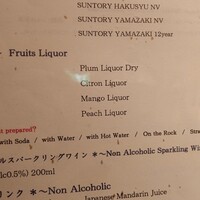 SUNTORY HAKUSYU NV
SUNTORY YAMAZAKI NV
SUNTORY YAMAZAKI 12year
Fruits Liquor
Plum Liquor Dry
Citron Liquor
Mango Liquor
Peach Liquor
prepared?
with Soda / with Water / with Hot Water / On the Rock /
ルスパークリングワイン ＊～Non Alcoholic Sparkling
0.5%) 200ml
リンク ＊～Non Alcoholic
Japanese Mandarin Juice